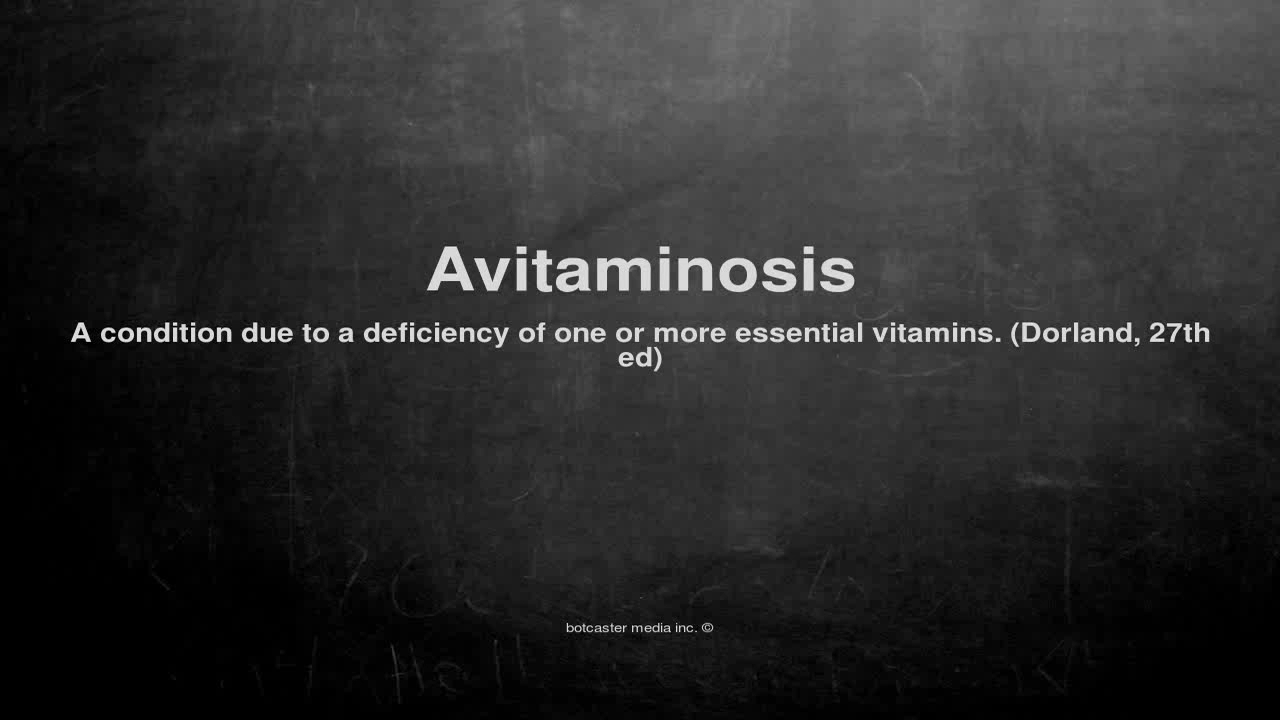 Avitaminosis
A condition due to a deficiency of one or more essential vitamins. (Dorland, 27th
ed)
botcaster media inc. ©